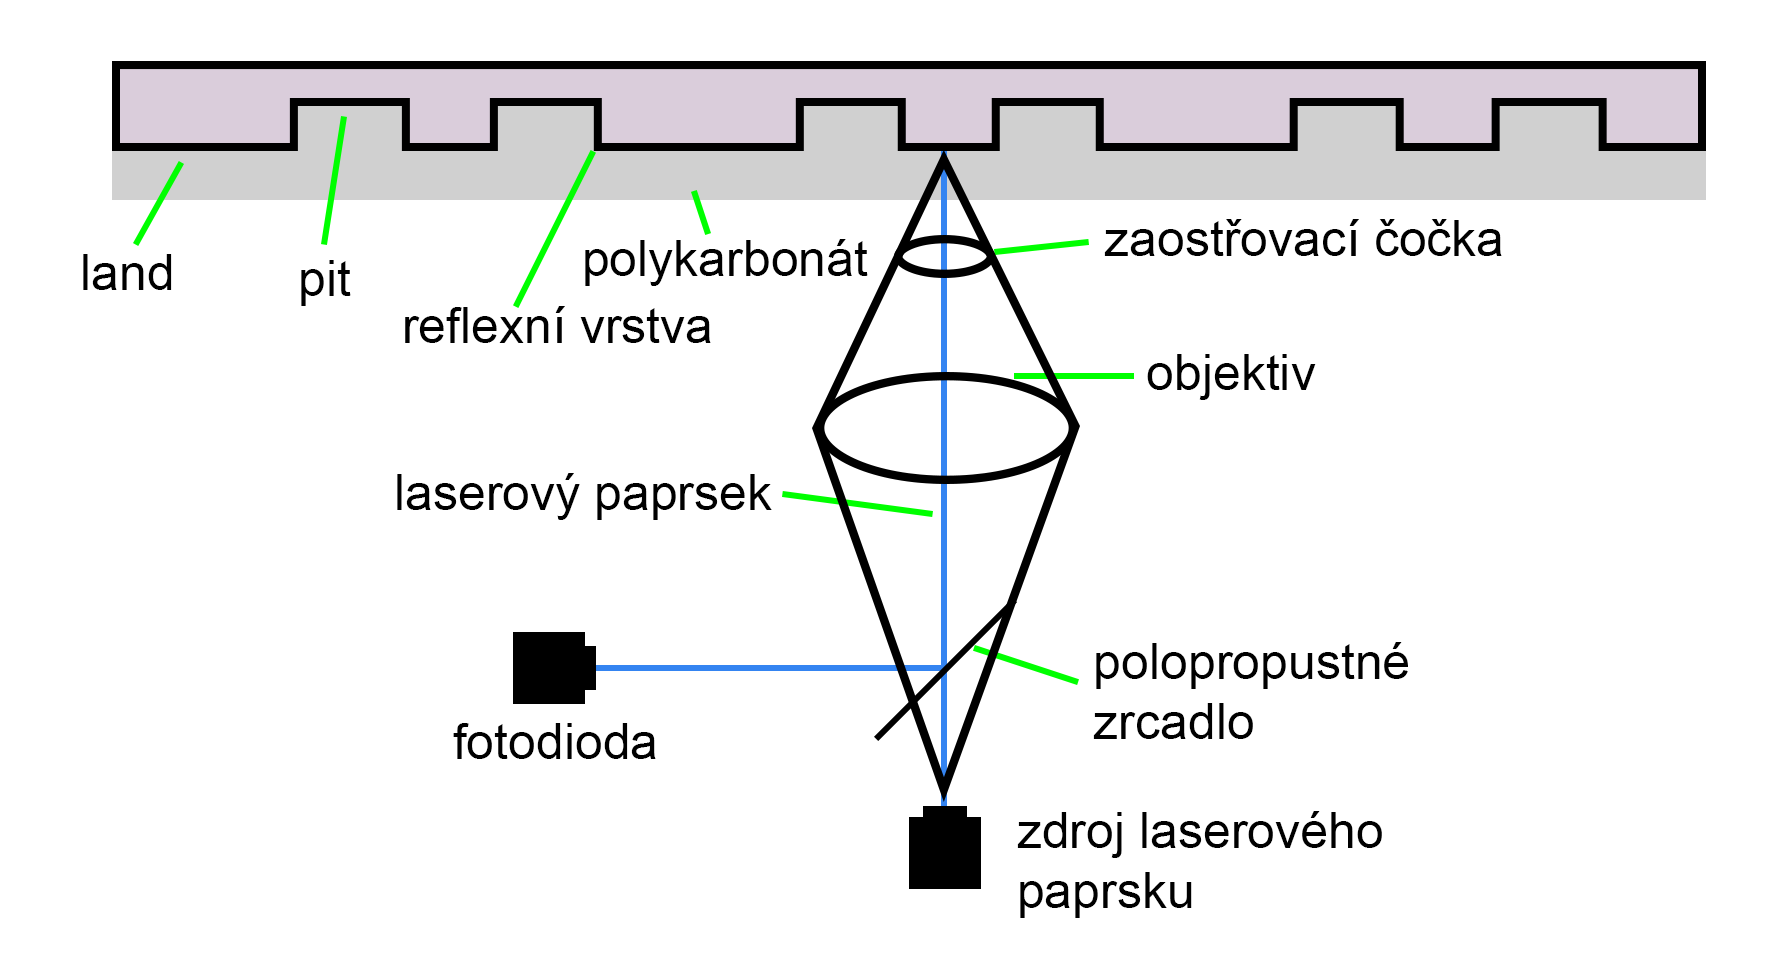 land
pit
reflexní vrstva
polykarbonát
zaostřovací čočka
objektiv
laserový paprsek
fotodioda
polopropustné
zrcadlo
zdroj laserového
paprsku